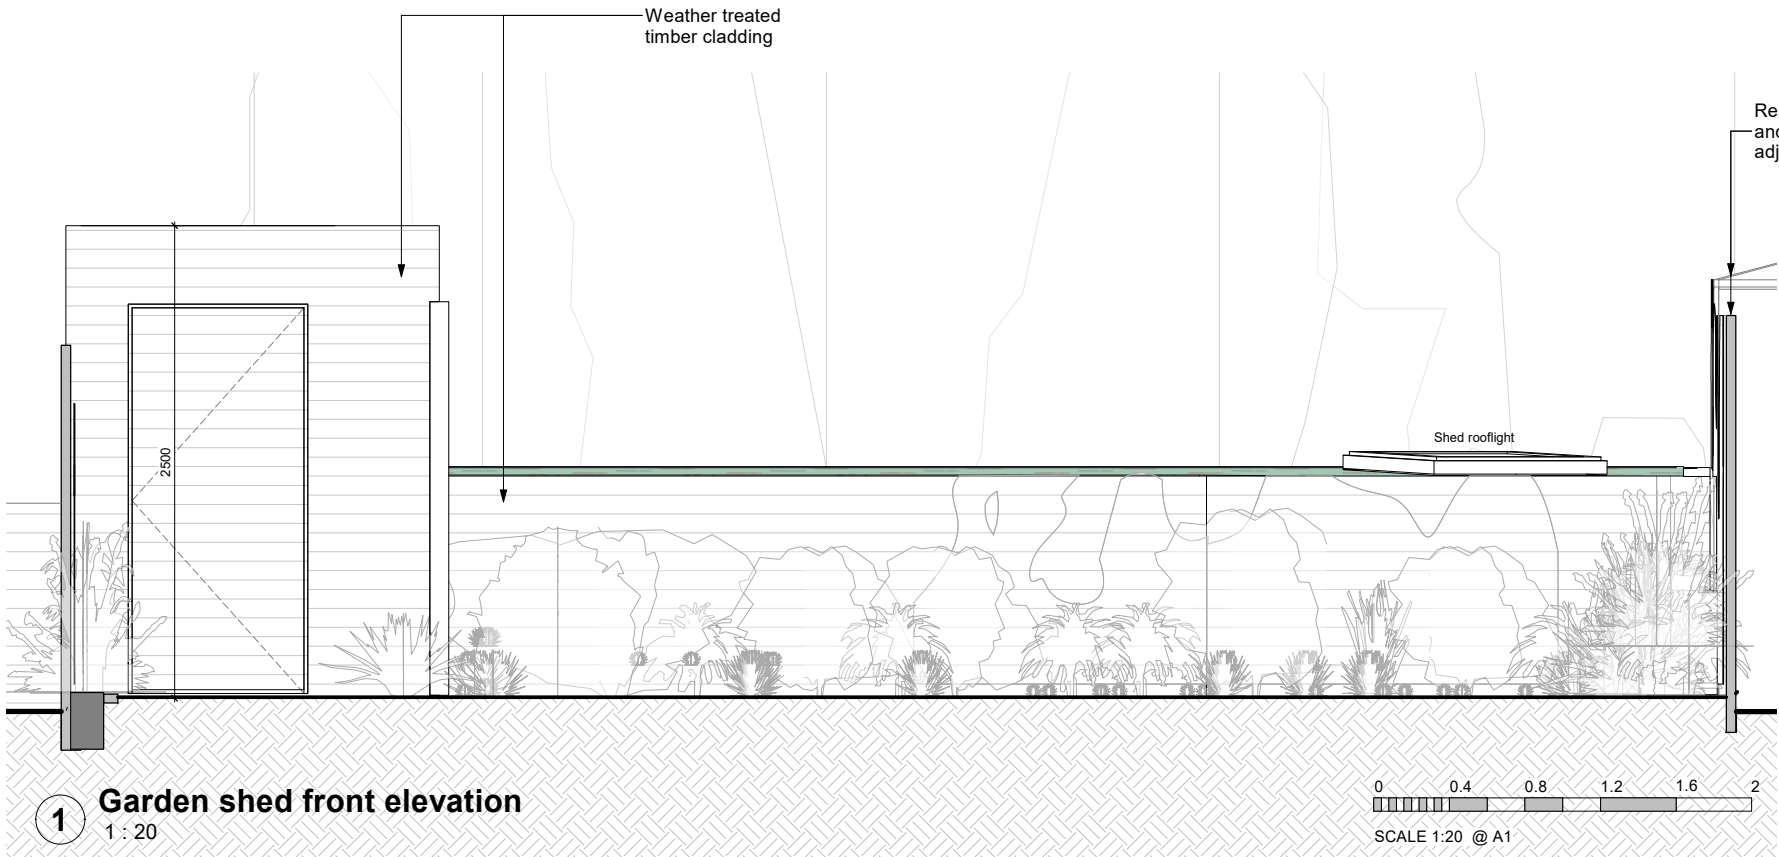 Weather treated
timber cladding
Re
and
adj
2500
Shed rooflight
1
Garden shed front elevation
1 : 20
0 0.4 0.8 1.2 1.6 2
SCALE 1:20 @ A1